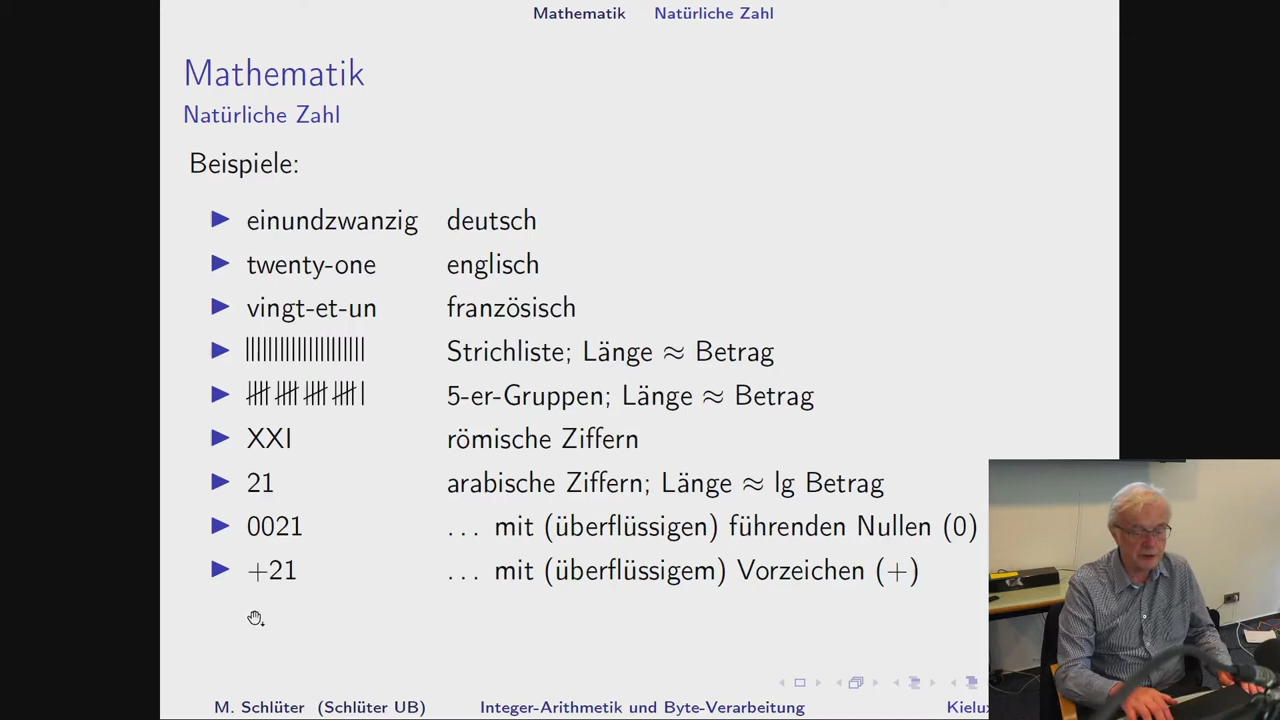 Mathematik Natürliche Zahl
Mathematik
Natürliche Zahl
Beispiele:
einundzwanzig deutsch
twenty-one englisch
vingt-et-un französisch
||||||||||||||||||||| Strichliste; Länge ≈ Betrag
5-er-Gruppen; Länge ≈ Betrag
XXI römische Ziffern
21 arabische Ziffern; Länge ≈ lg Betrag
0021 ... mit (überflüssigen) führenden Nullen (0)
+21 ... mit (überflüssigem) Vorzeichen (+)
M. Schlüter (Schlüter UB) Integer-Arithmetik und Byte-Verarbeitung